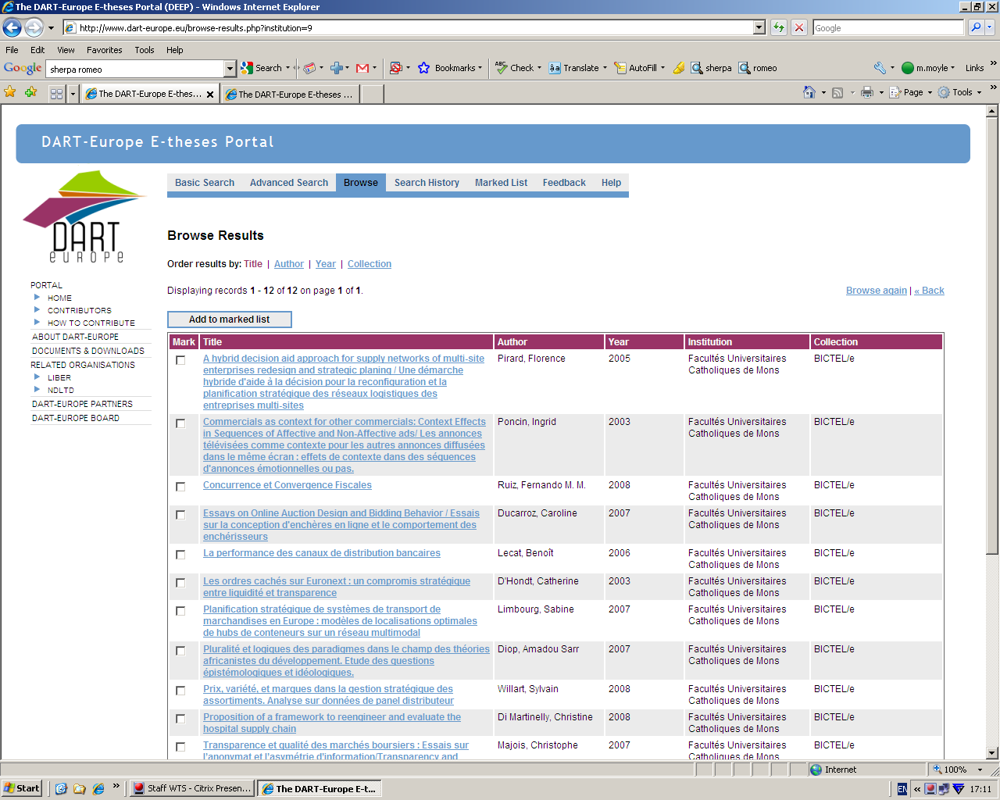 The DART-Europe E-theses Portal (DEEP) - Windows Internet Explorer
http://www.dart-europe.eu/browse-results.php?institution=9
Google
File Edit View Favorites Tools Help
Google sherpa romeo Search Bookmarks Check Translate AutoFill sherpa romeo m.moyle Links
The DART-Europe E-thes... The DART-Europe E-theses ... Page Tools
DART-Europe E-theses Portal
Basic Search Advanced Search Browse Search History Marked List Feedback Help
DART
europe
PORTAL
HOME
CONTRIBUTORS
HOW TO CONTRIBUTE
ABOUT DART-EUROPE
DOCUMENTS & DOWNLOADS
RELATED ORGANISATIONS
LIBER
NDLTD
DART-EUROPE PARTNERS
DART-EUROPE BOARD
Browse Results
Order results by: Title | Author | Year | Collection
Displaying records 1 - 12 of 12 on page 1 of 1.
Browse again | « Back
Add to marked list
Mark Title Author Year Institution Collection
A hybrid decision aid approach for supply networks of multi-site Pirard, Florence 2005 Facultés Universitaires BICTEL/e
enterprises redesign and strategic planing / Une démarche Catholiques de Mons
hybride d'aide à la décision pour la reconfiguration et la
planification stratégique des réseaux logistiques des
entreprises multi-sites
Commercials as context for other commercials: Context Effects Poncin, Ingrid 2003 Facultés Universitaires BICTEL/e
in Sequences of Affective and Non-Affective ads/ Les annonces Catholiques de Mons
télévisées comme contexte pour les autres annonces diffusées
dans le même écran : effets de contexte dans des séquences
d'annonces émotionnelles ou pas.
Concurrence et Convergence Fiscales Ruiz, Fernando M. M. 2008 Facultés Universitaires BICTEL/e
Catholiques de Mons
Essays on Online Auction Design and Bidding Behavior / Essais Ducarroz, Caroline 2007 Facultés Universitaires BICTEL/e
sur la conception d'enchères en ligne et le comportement des Catholiques de Mons
enchérisseurs
La performance des canaux de distribution bancaires Lecat, Benoît 2006 Facultés Universitaires BICTEL/e
Catholiques de Mons
Les ordres cachés sur Euronext : un compromis stratégique D'Hondt, Catherine 2003 Facultés Universitaires BICTEL/e
entre liquidité et transparence Catholiques de Mons
Planification stratégique de systèmes de transport de Limbourg, Sabine 2007 Facultés Universitaires BICTEL/e
marchandises en Europe : modèles de localisations optimales Catholiques de Mons
de hubs de conteneurs sur un réseau multimodal
Pluralité et logiques des paradigmes dans le champ des théories Diop, Amadou Sarr 2007 Facultés Universitaires BICTEL/e
africanistes du développement. Etude des questions Catholiques de Mons
épistémologiques et idéologiques.
Prix, variété, et marques dans la gestion stratégique des Willart, Sylvain 2008 Facultés Universitaires BICTEL/e
assortiments. Analyse sur données de panel distributeur Catholiques de Mons
Proposition of a framework to reengineer and evaluate the Di Martinelly, Christine 2008 Facultés Universitaires BICTEL/e
hospital supply chain Catholiques de Mons
Transparence et qualité des marchés boursiers : Essais sur Majois, Christophe 2007 Facultés Universitaires BICTEL/e
l'anonymat et l'asymétrie d'information/Transparency and Catholiques de Mons
Internet 100%
Start Staff WTS - Citrix Presen... The DART-Europe E-t... EN 17:11